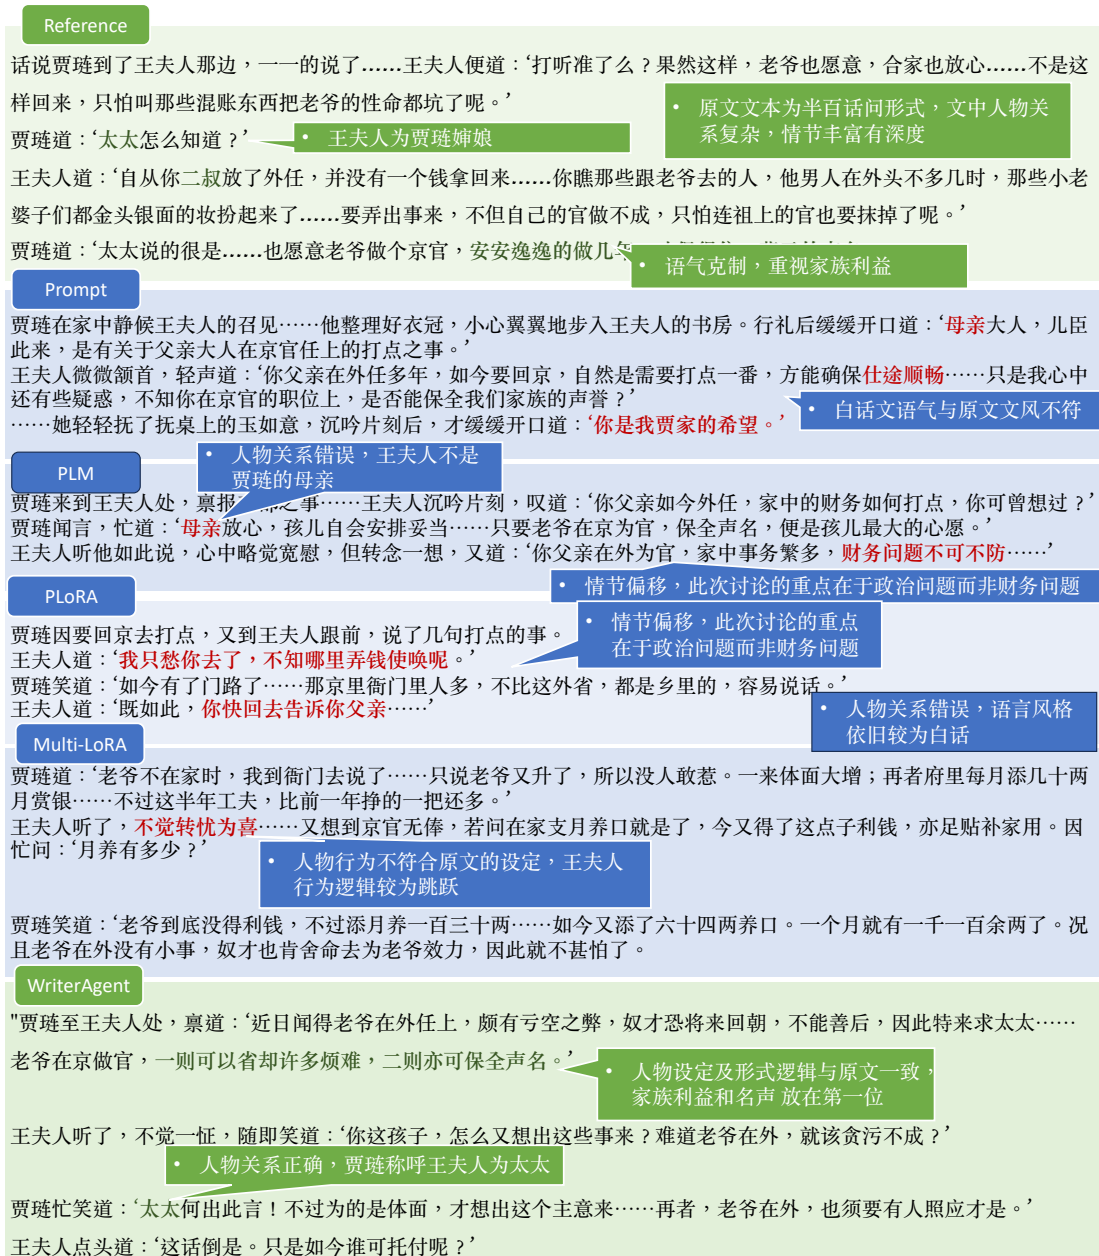 Reference
话说贾琏到了王夫人那边，一一的说了......王夫人便道：‘打听准了么？果然这样，老爷也愿意，合家也放心......不是这
样回来，只怕叫那些混账东西把老爷的性命都坑了呢。’
• 原文文本为半百话问形式，文中人物关
系复杂，情节丰富有深度
贾琏道：‘太太怎么知道？’
• 王夫人为贾琏婶娘
王夫人道：‘自从你二叔放了外任，并没有一个钱拿回来......你瞧那些跟老爷去的人，他男人在外头不多几时，那些小老
婆子们都金头银面的妆扮起来了......要弄出事来，不但自己的官做不成，只怕连祖上的官也要抹掉了呢。’
贾琏道：‘太太说的很是......也愿意老爷做个京官，安安逸逸的做几年
• 语气克制，重视家族利益
Prompt
贾琏在家中静候王夫人的召见……他整理好衣冠，小心翼翼地步入王夫人的书房。行礼后缓缓开口道：‘母亲大人，儿臣
此来，是有关于父亲大人在京官任上的打点之事。’
王夫人微微颔首，轻声道：‘你父亲在外任多年，如今要回京，自然是需要打点一番，方能确保仕途顺畅……只是我心中
还有些疑惑，不知你在京官的职位上，是否能保全我们家族的声誉？’
• 白话文语气与原文文风不符
……她轻轻抚了抚桌上的玉如意，沉吟片刻后，才缓缓开口道：‘你是我贾家的希望。’
• 人物关系错误，王夫人不是
贾琏的母亲
PLM
贾琏来到王夫人处，禀报 之事……王夫人沉吟片刻，叹道：‘你父亲如今外任，家中的财务如何打点，你可曾想过？’
贾琏闻言，忙道：‘母亲放心，孩儿自会安排妥当……只要老爷在京为官，保全声名，便是孩儿最大的心愿。’
王夫人听他如此说，心中略觉宽慰，但转念一想，又道：‘你父亲在外为官，家中事务繁多，财务问题不可不防……’
• 情节偏移，此次讨论的重点在于政治问题而非财务问题
PLoRA
• 情节偏移，此次讨论的重点
在于政治问题而非财务问题
贾琏因要回京去打点，又到王夫人跟前，说了几句打点的事。
王夫人道：‘我只愁你去了，不知哪里弄钱使唤呢。’
贾琏笑道：‘如今有了门路了……那京里衙门里人多，不比这外省，都是乡里的，容易说话。’
王夫人道：‘既如此，你快回去告诉你父亲……’
• 人物关系错误，语言风格
依旧较为白话
Multi-LoRA
贾琏道：‘老爷不在家时，我到衙门去说了……只说老爷又升了，所以没人敢惹。一来体面大增；再者府里每月添几十两
月赏银……不过这半年工夫，比前一年挣的一把还多。’
王夫人听了，不觉转忧为喜……又想到京官无俸，若问在家支月养口就是了，今又得了这点子利钱，亦足贴补家用。因
忙问：‘月养有多少？’
• 人物行为不符合原文的设定，王夫人
行为逻辑较为跳跃
贾琏笑道：‘老爷到底没得利钱，不过添月养一百三十两……如今又添了六十四两养口。一个月就有一千一百余两了。况
且老爷在外没有小事，奴才也肯舍命去为老爷效力，因此就不甚怕了。
WriterAgent
"贾琏至王夫人处，禀道：‘近日闻得老爷在外任上，颇有亏空之弊，奴才恐将来回朝，不能善后，因此特来求太太……
老爷在京做官，一则可以省却许多烦难，二则亦可保全声名。’
• 人物设定及形式逻辑与原文一致，
家族利益和名声 放在第一位
王夫人听了，不觉一怔，随即笑道：‘你这孩子，怎么又想出这些事来？难道老爷在外，就该贪污不成？’
• 人物关系正确，贾琏称呼王夫人为太太
贾琏忙笑道：‘太太何出此言！不过为的是体面，才想出这个主意来……再者，老爷在外，也须要有人照应才是。’
王夫人点头道：‘这话倒是。只是如今谁可托付呢？’